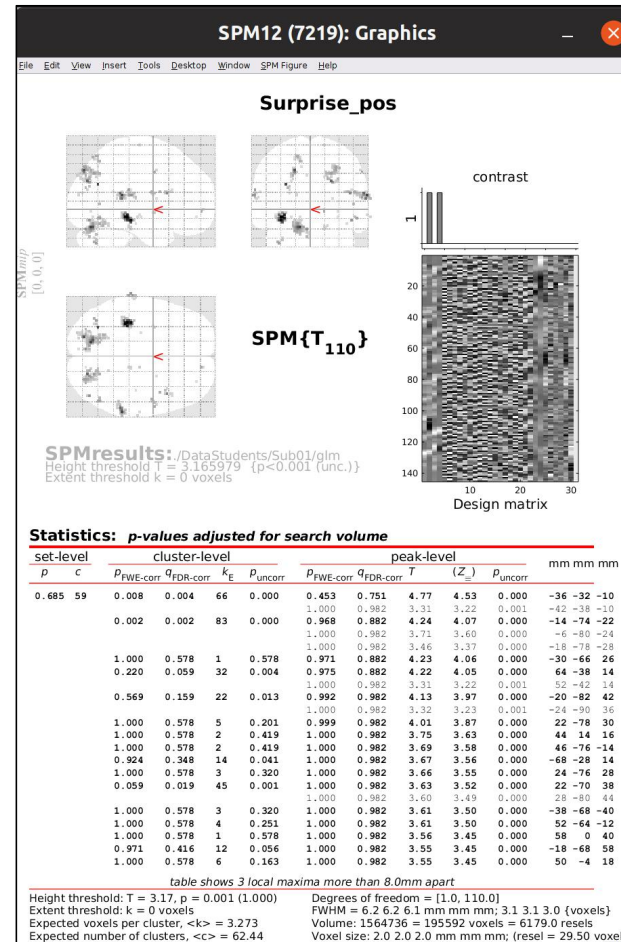 SPM12 (7219): Graphics
File Edit View Insert Tools Desktop Window SPM Figure Help
Surprise_pos
contrast
1
SPMmip
[0, 0, 0]
<
<
<
SPM{T110}
20
40
60
80
100
120
140
10 20 30
Design matrix
SPMresults: ./DataStudents/Sub01/glm
Height threshold T = 3.165979 {p<0.001 (unc.)}
Extent threshold k = 0 voxels
Statistics: p-values adjusted for search volume
set-level cluster-level peak-level mm mm mm
p c pFWE-corr qFDR-corr kE puncorr pFWE-corr qFDR-corr T (Z≡) puncorr
0.685 59 0.008 0.004 66 0.000 0.453 0.751 4.77 4.53 0.000 -36 -32 -10
1.000 0.982 3.31 3.22 0.001 -42 -38 -10
0.002 0.002 83 0.000 0.968 0.882 4.24 4.07 0.000 -14 -74 -22
1.000 0.982 3.71 3.60 0.000 -6 -80 -24
1.000 0.982 3.46 3.37 0.000 -18 -78 -28
1.000 0.578 1 0.578 0.971 0.882 4.23 4.06 0.000 -30 -66 26
0.220 0.059 32 0.004 0.975 0.882 4.22 4.05 0.000 64 -38 14
1.000 0.982 3.31 3.22 0.001 52 -42 14
0.569 0.159 22 0.013 0.992 0.982 4.13 3.97 0.000 -20 -82 42
1.000 0.982 3.32 3.23 0.001 -24 -90 36
1.000 0.578 5 0.201 0.999 0.982 4.01 3.87 0.000 22 -78 30
1.000 0.578 2 0.419 1.000 0.982 3.75 3.63 0.000 44 14 16
1.000 0.578 2 0.419 1.000 0.982 3.69 3.58 0.000 46 -76 -14
0.924 0.348 14 0.041 1.000 0.982 3.67 3.56 0.000 -68 -28 14
1.000 0.578 3 0.320 1.000 0.982 3.66 3.55 0.000 24 -76 28
0.059 0.019 45 0.001 1.000 0.982 3.63 3.52 0.000 22 -70 38
1.000 0.982 3.60 3.49 0.000 28 -80 44
1.000 0.578 3 0.320 1.000 0.982 3.61 3.50 0.000 -38 -68 -40
1.000 0.578 4 0.251 1.000 0.982 3.61 3.50 0.000 52 -64 -12
1.000 0.578 1 0.578 1.000 0.982 3.56 3.45 0.000 58 0 40
0.971 0.416 12 0.056 1.000 0.982 3.55 3.45 0.000 -18 -68 58
1.000 0.578 6 0.163 1.000 0.982 3.55 3.45 0.000 50 -4 18
table shows 3 local maxima more than 8.0mm apart
Height threshold: T = 3.17, p = 0.001 (1.000) Degrees of freedom = [1.0, 110.0]
Extent threshold: k = 0 voxels FWHM = 6.2 6.2 6.1 mm mm mm; 3.1 3.1 3.0 {voxels}
Expected voxels per cluster, <k> = 3.273 Volume: 1564736 = 195592 voxels = 6179.0 resels
Expected number of clusters, <c> = 62.44 Voxel size: 2.0 2.0 2.0 mm mm mm; (resel = 29.50 voxel